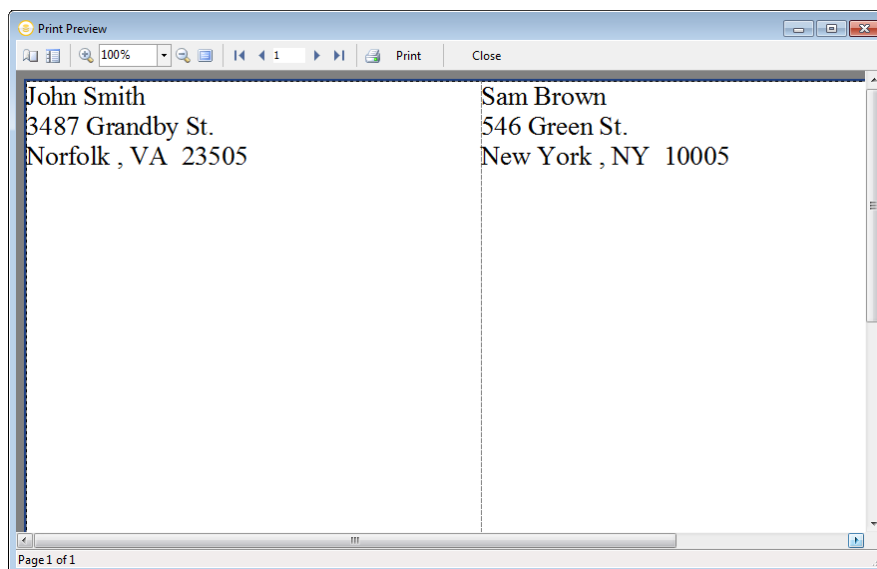 Print Preview
100%
1
Print
Close
John Smith
3487 Grandby St.
Norfolk , VA  23505
Sam Brown
546 Green St.
New York , NY  10005
Page 1 of 1